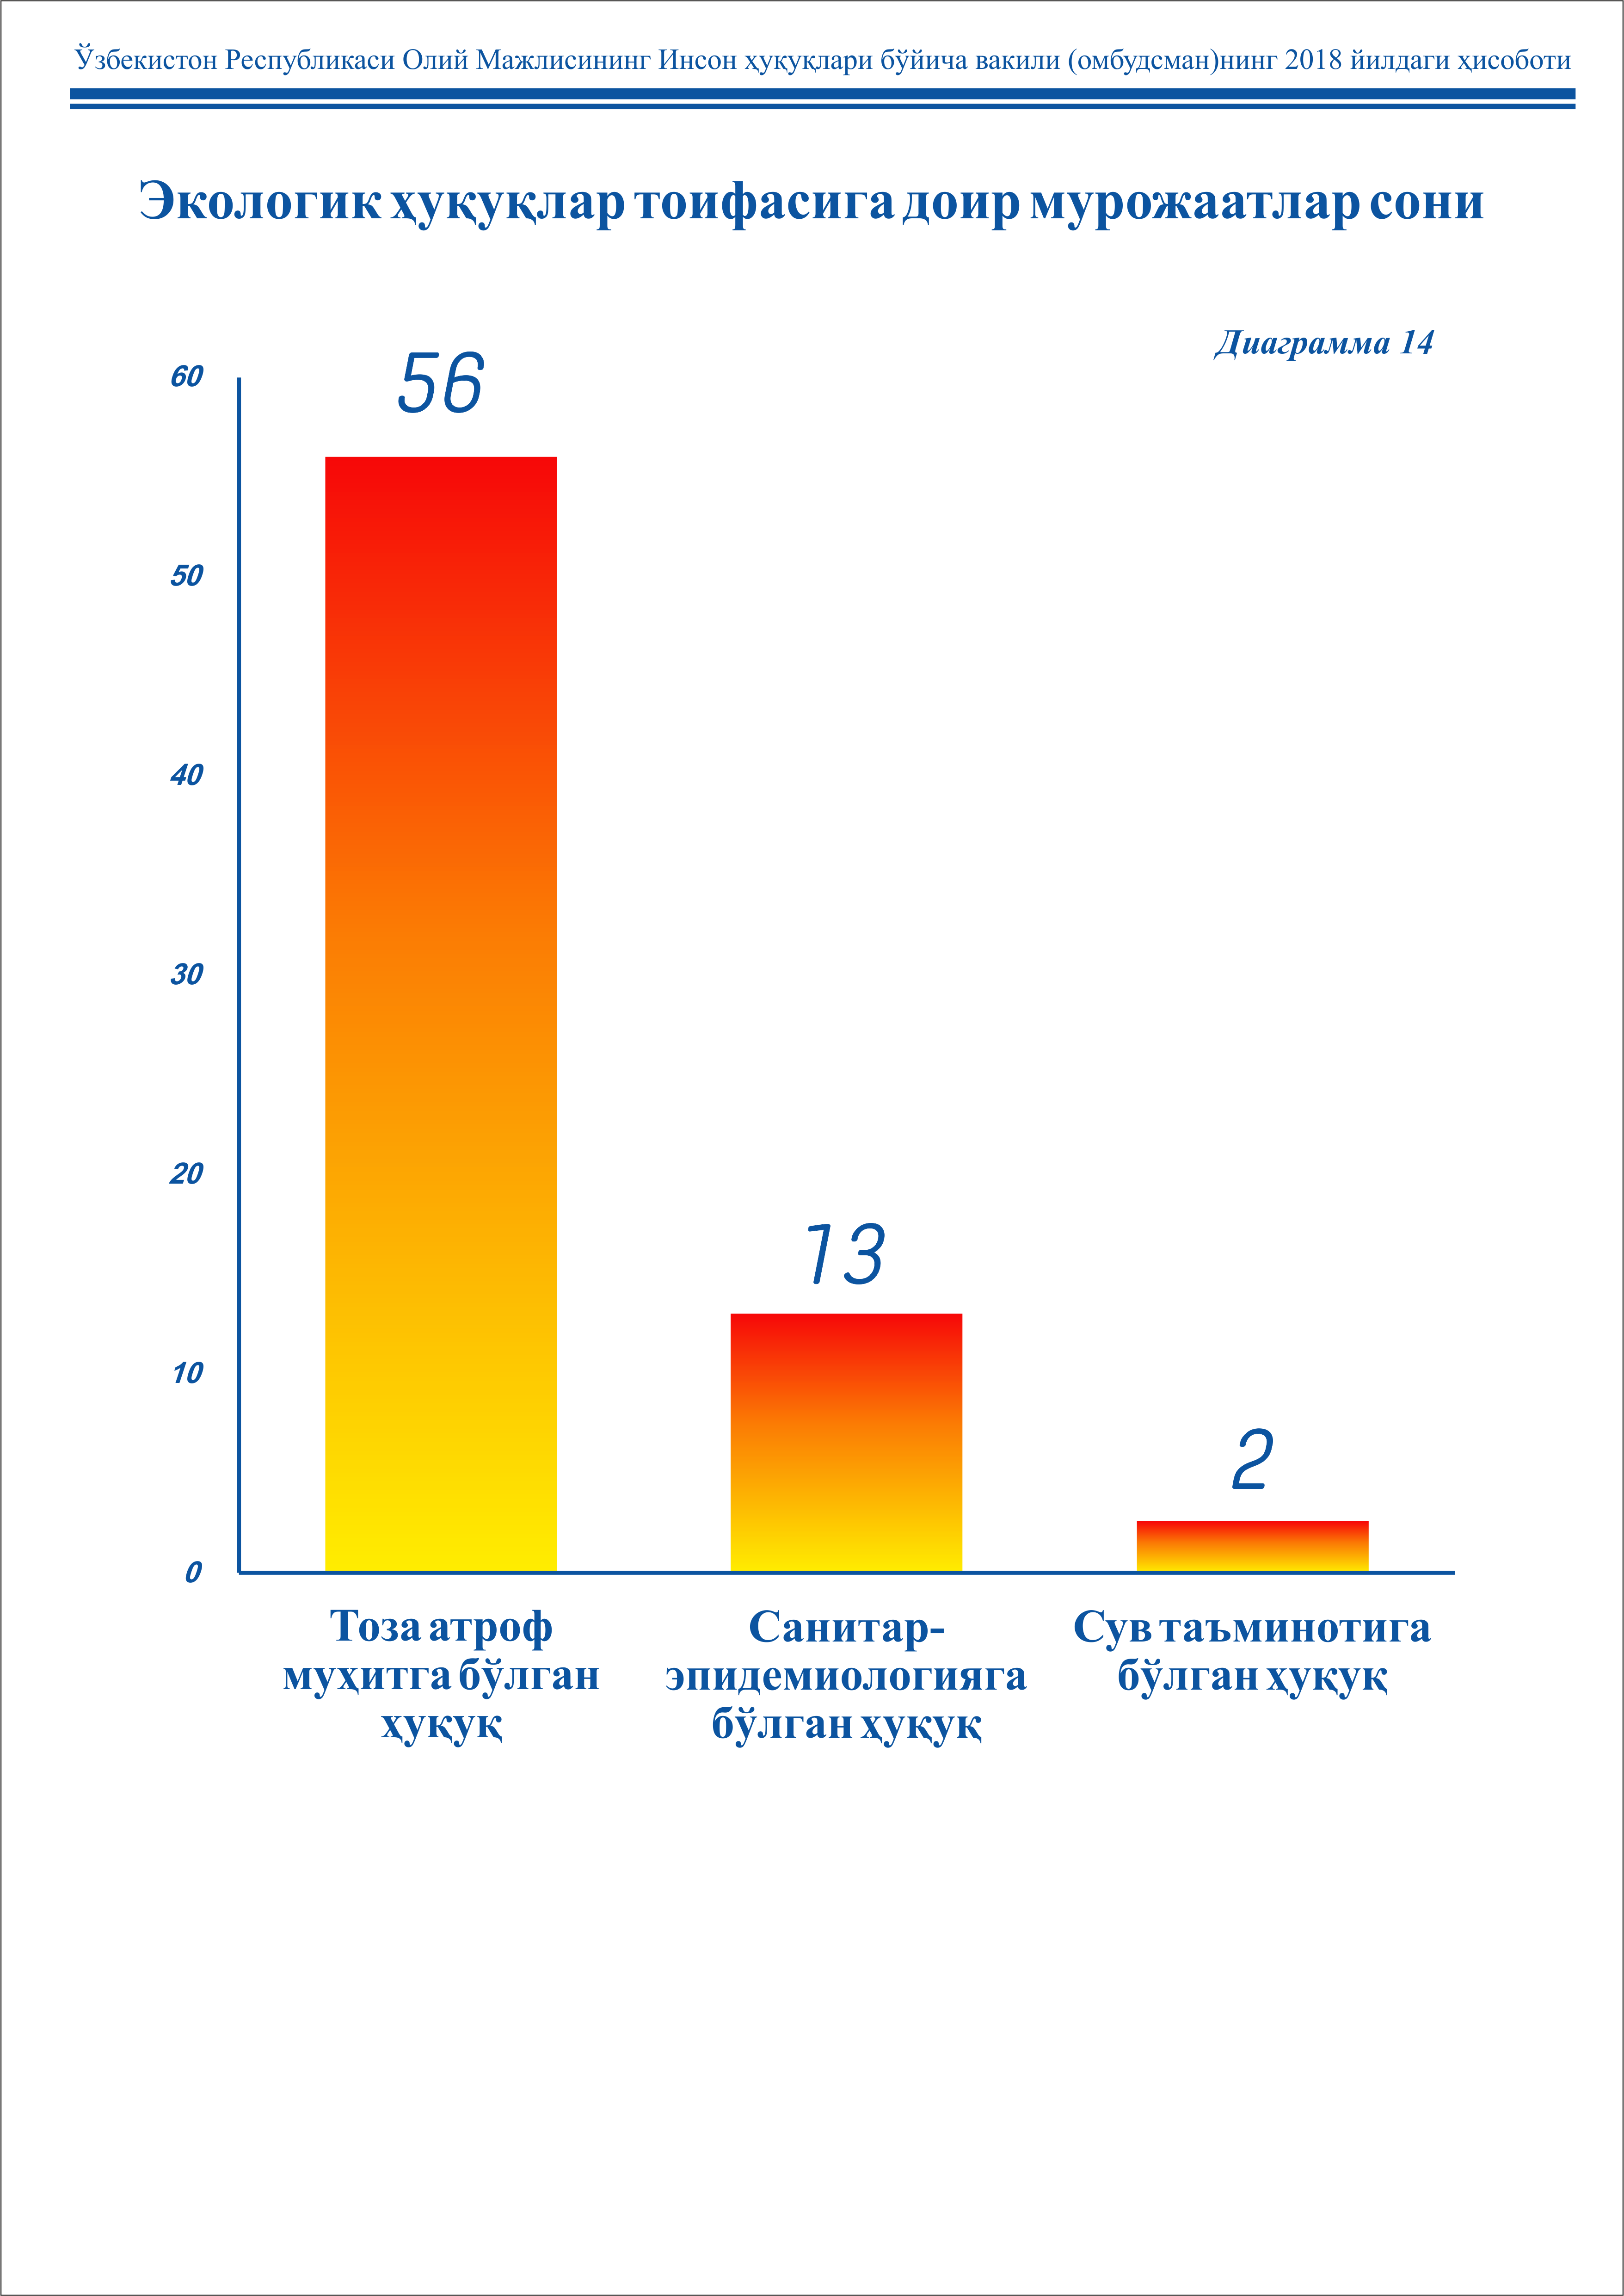 Ўзбекистон Республикаси Олий Мажлисининг Инсон ҳуқуқлари бўйича вакили (омбудсман)нинг 2018 йилдаги ҳисоботи
Экологик ҳуқуқлар тоифасига доир мурожаатлар сони
Диаграмма 14
60
56
50
40
30
20
13
10
2
0
Тоза атроф
муҳитга бўлган
ҳуқуқ
Санитар-
эпидемиологияга
бўлган ҳуқуқ
Сув таъминотига
бўлган ҳуқуқ